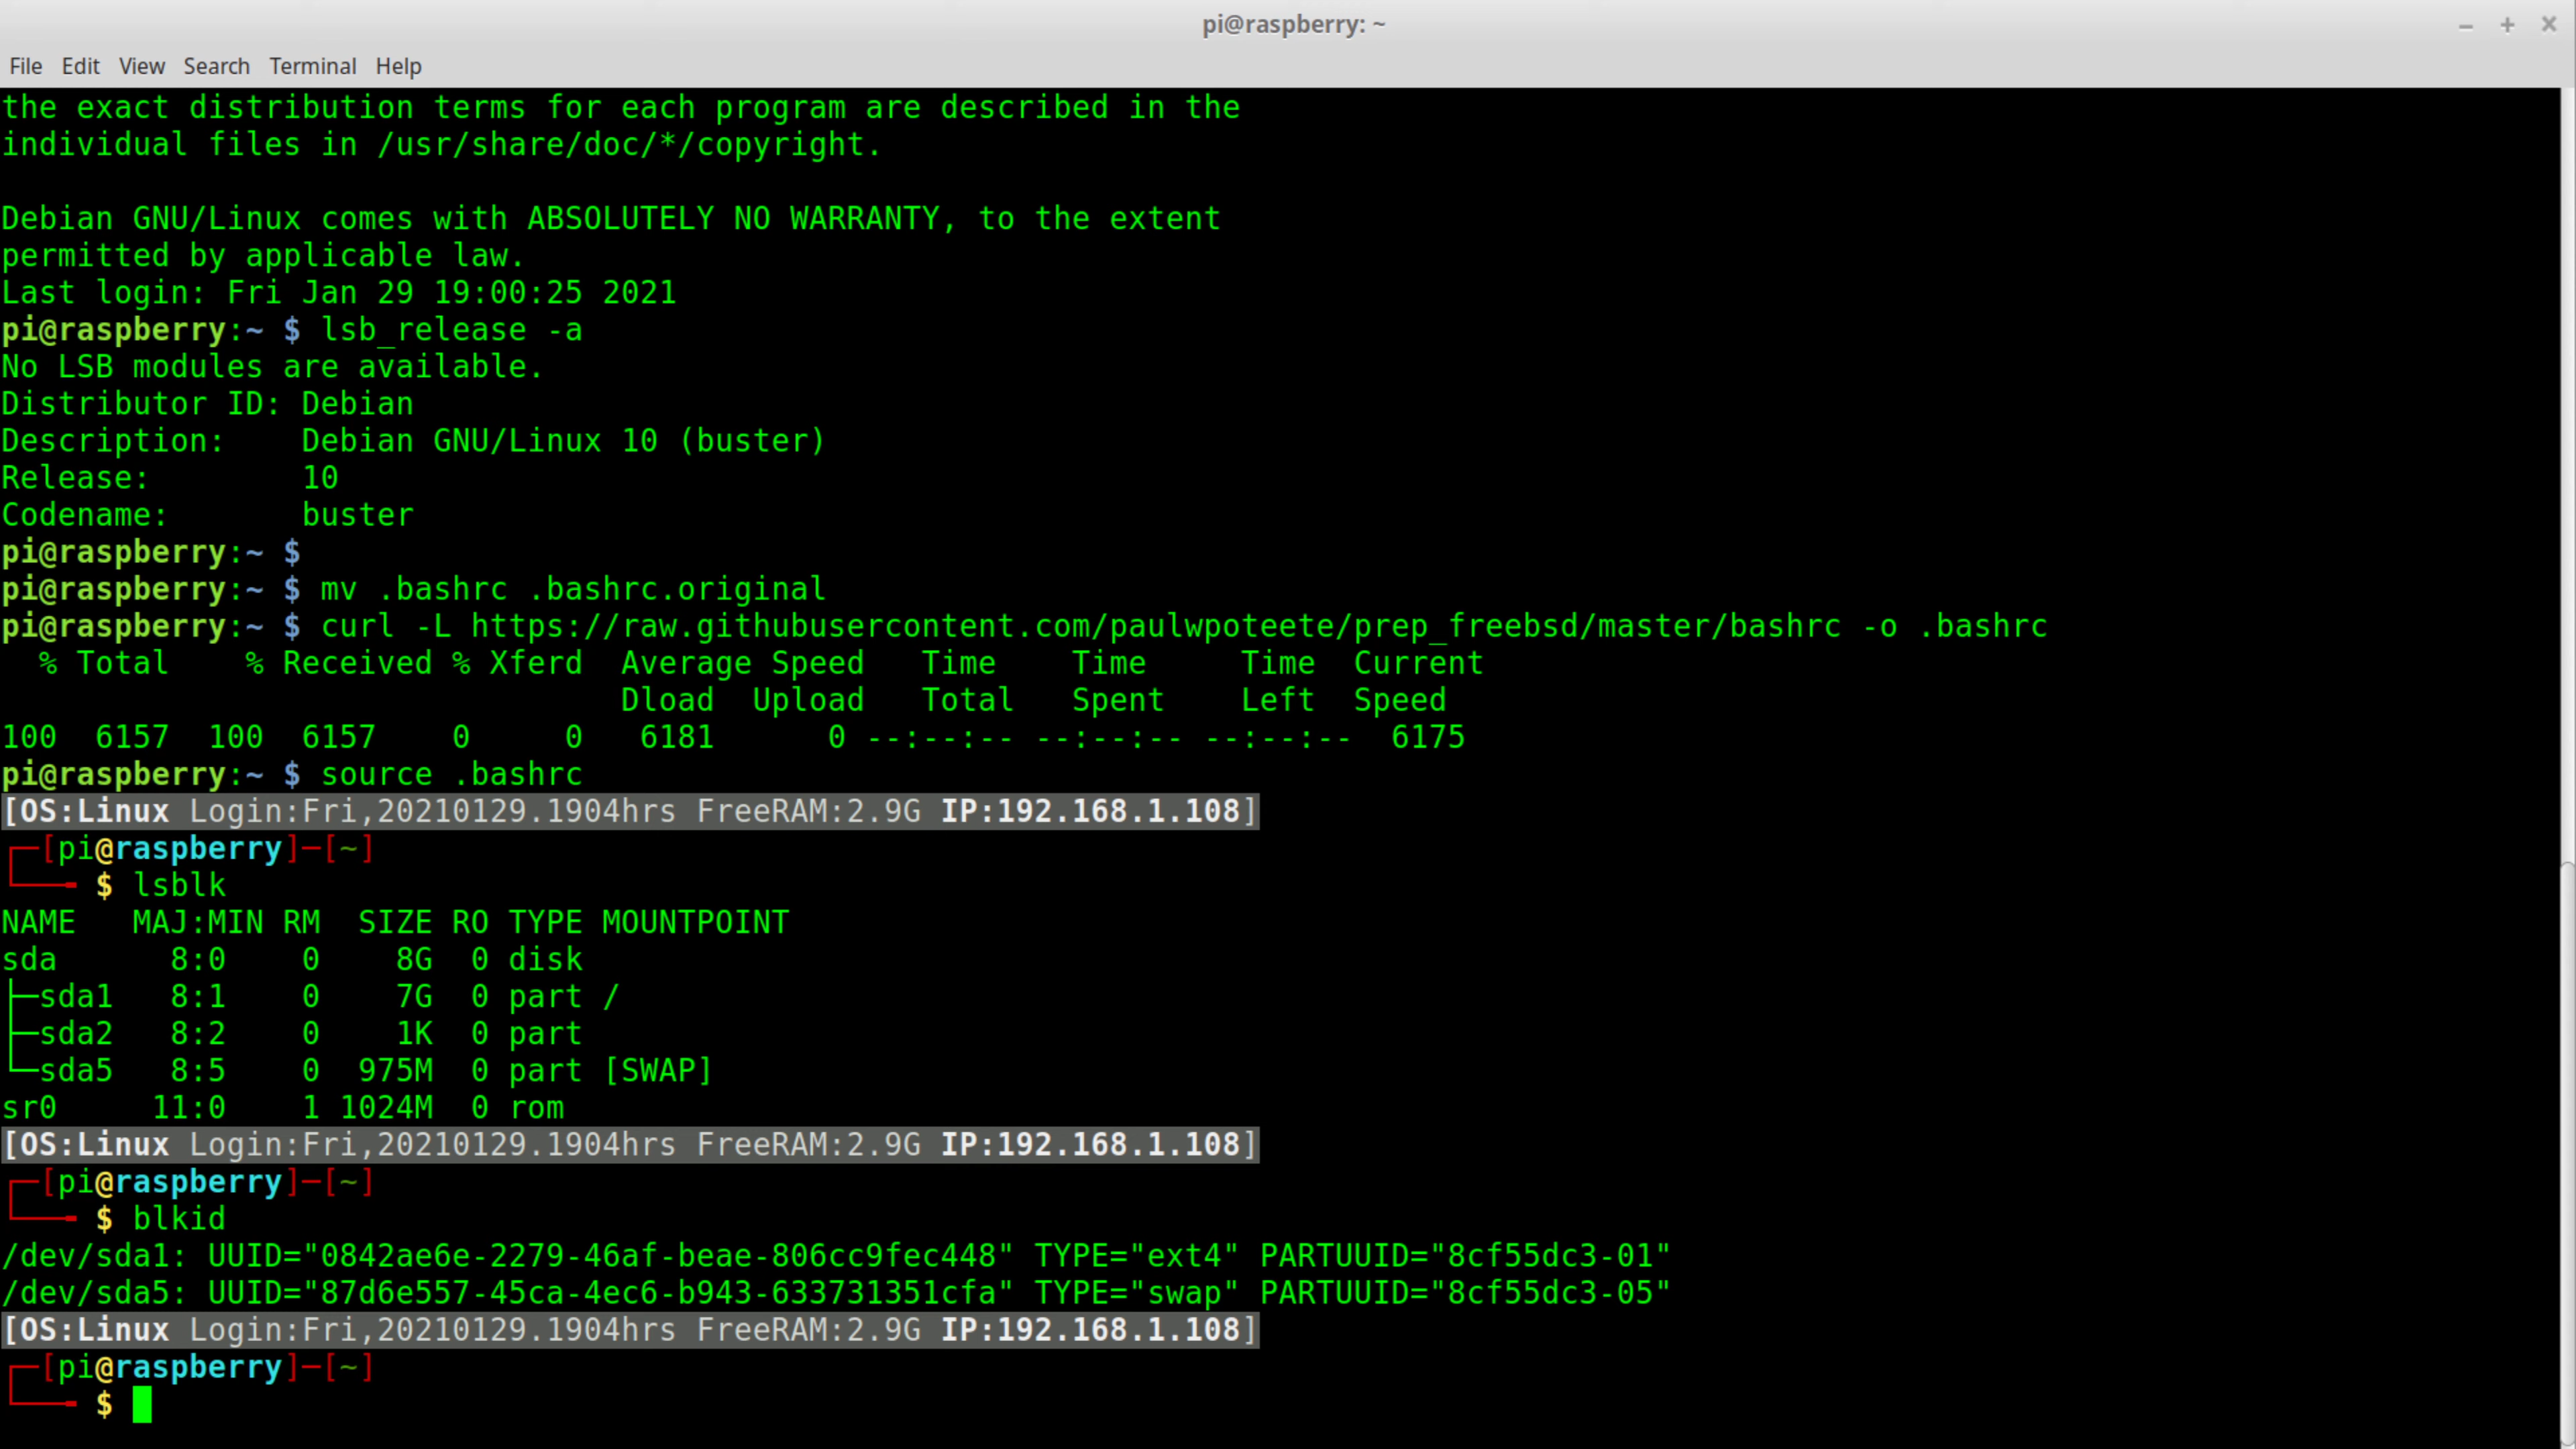 pi@raspberry: ~
File Edit View Search Terminal Help
the exact distribution terms for each program are described in the
individual files in /usr/share/doc/*/copyright.
Debian GNU/Linux comes with ABSOLUTELY NO WARRANTY, to the extent
permitted by applicable law.
Last login: Fri Jan 29 19:00:25 2021
pi@raspberry:~ $ lsb_release -a
No LSB modules are available.
Distributor ID: Debian
Description:    Debian GNU/Linux 10 (buster)
Release:        10
Codename:       buster
pi@raspberry:~ $
pi@raspberry:~ $ mv .bashrc .bashrc.original
pi@raspberry:~ $ curl -L https://raw.githubusercontent.com/paulwpoteete/prep_freebsd/master/bashrc -o .bashrc
  % Total    % Received % Xferd  Average Speed   Time    Time     Time  Current
                                 Dload  Upload   Total   Spent    Left  Speed
100  6157  100  6157    0     0   6181      0 --:--:-- --:--:-- --:--:--  6175
pi@raspberry:~ $ source .bashrc
[OS:Linux Login:Fri,20210129.1904hrs FreeRAM:2.9G IP:192.168.1.108]
┌─[pi@raspberry]─[~]
└──╼ $ lsblk
NAME   MAJ:MIN RM  SIZE RO TYPE MOUNTPOINT
sda      8:0    0    8G  0 disk
├─sda1   8:1    0    7G  0 part /
├─sda2   8:2    0    1K  0 part
└─sda5   8:5    0  975M  0 part [SWAP]
sr0     11:0    1 1024M  0 rom
[OS:Linux Login:Fri,20210129.1904hrs FreeRAM:2.9G IP:192.168.1.108]
┌─[pi@raspberry]─[~]
└──╼ $ blkid
/dev/sda1: UUID="0842ae6e-2279-46af-beae-806cc9fec448" TYPE="ext4" PARTUUID="8cf55dc3-01"
/dev/sda5: UUID="87d6e557-45ca-4ec6-b943-633731351cfa" TYPE="swap" PARTUUID="8cf55dc3-05"
[OS:Linux Login:Fri,20210129.1904hrs FreeRAM:2.9G IP:192.168.1.108]
┌─[pi@raspberry]─[~]
└──╼ $